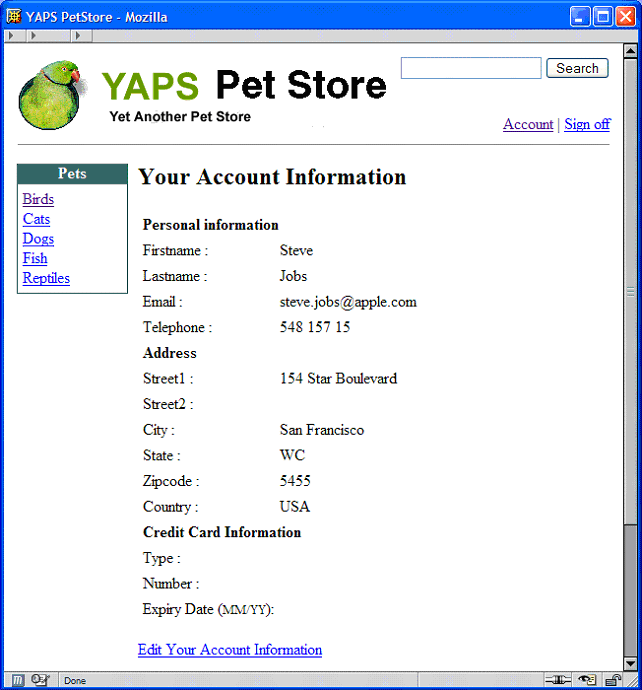 YAPS PetStore - Mozilla
YAPS Pet Store
Yet Another Pet Store
Search
Account | Sign off
Pets
Birds
Cats
Dogs
Fish
Reptiles
Your Account Information
Personal information
Firstname : Steve
Lastname : Jobs
Email : steve.jobs@apple.com
Telephone : 548 157 15
Address
Street1 : 154 Star Boulevard
Street2 :
City : San Francisco
State : WC
Zipcode : 5455
Country : USA
Credit Card Information
Type :
Number :
Expiry Date (MM/YY):
Edit Your Account Information
Done